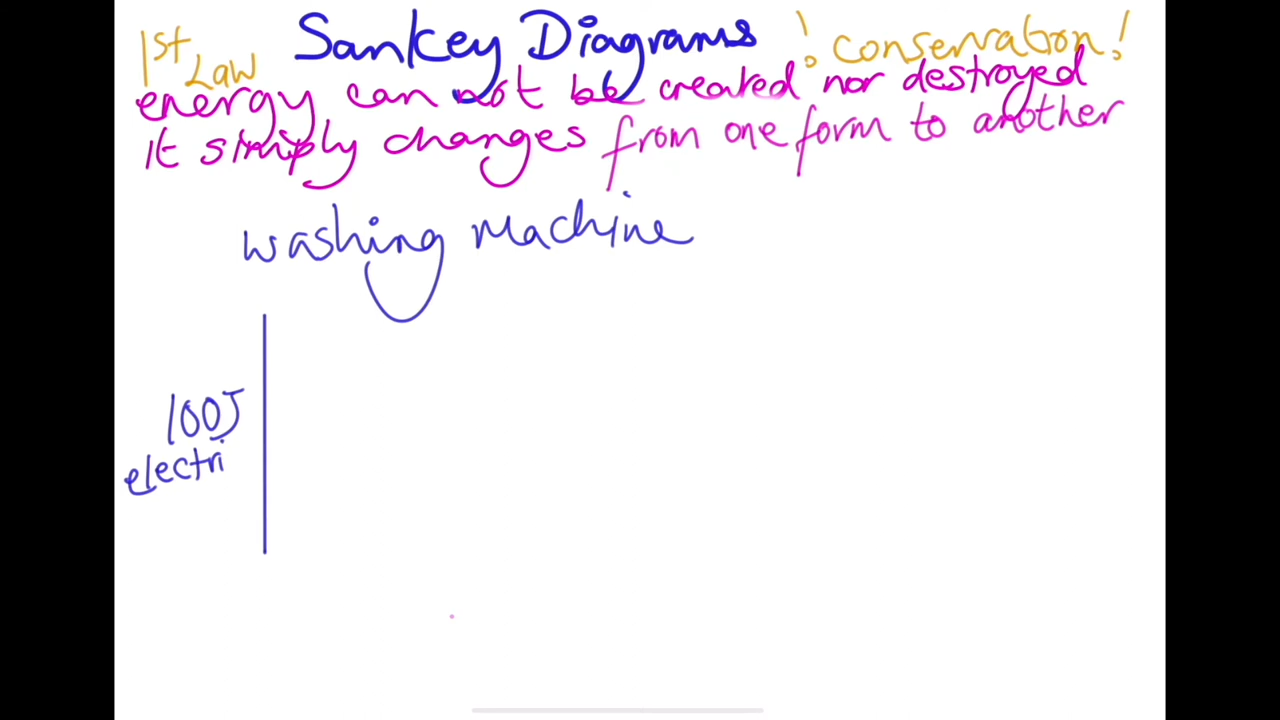 1st Law Sankey Diagrams ! conservation!
energy can not be created nor destroyed
it simply changes from one form to another
washing machine
100J
electri